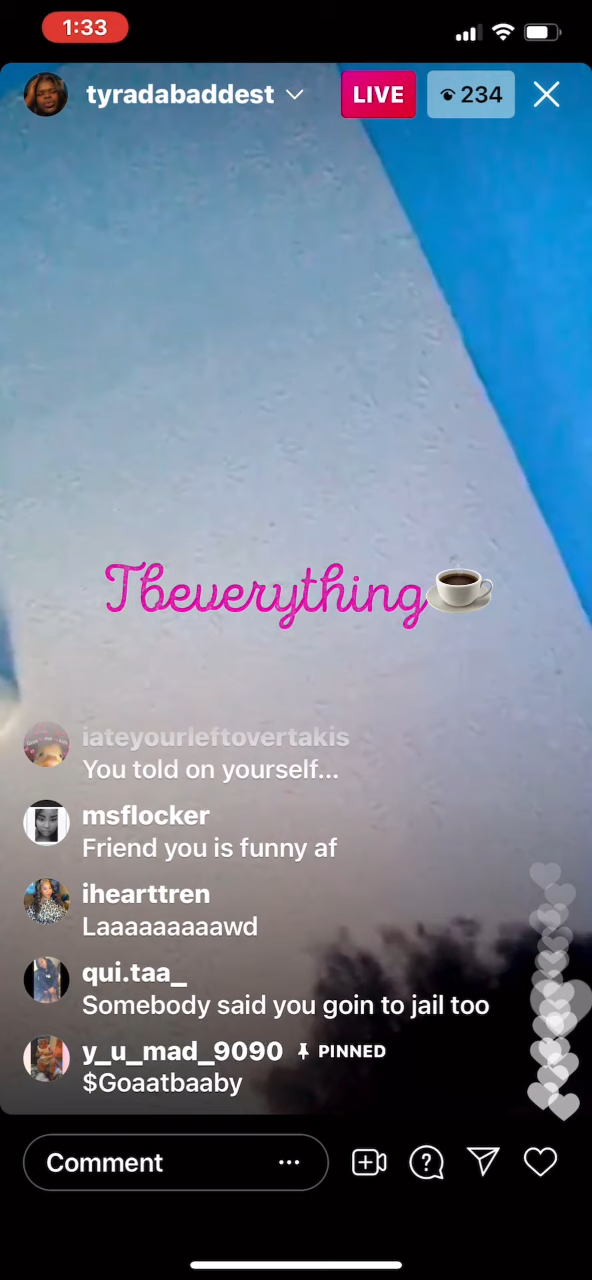 1:33
tyradabaddest
LIVE
234
Tbeverything
iateyourleftovertakis
You told on yourself...
msflocker
Friend you is funny af
ihearttren
Laaaaaaaaawd
qui.taa_
Somebody said you goin to jail too
y_u_mad_9090 PINNED
$Goaatbaaby
Comment ...